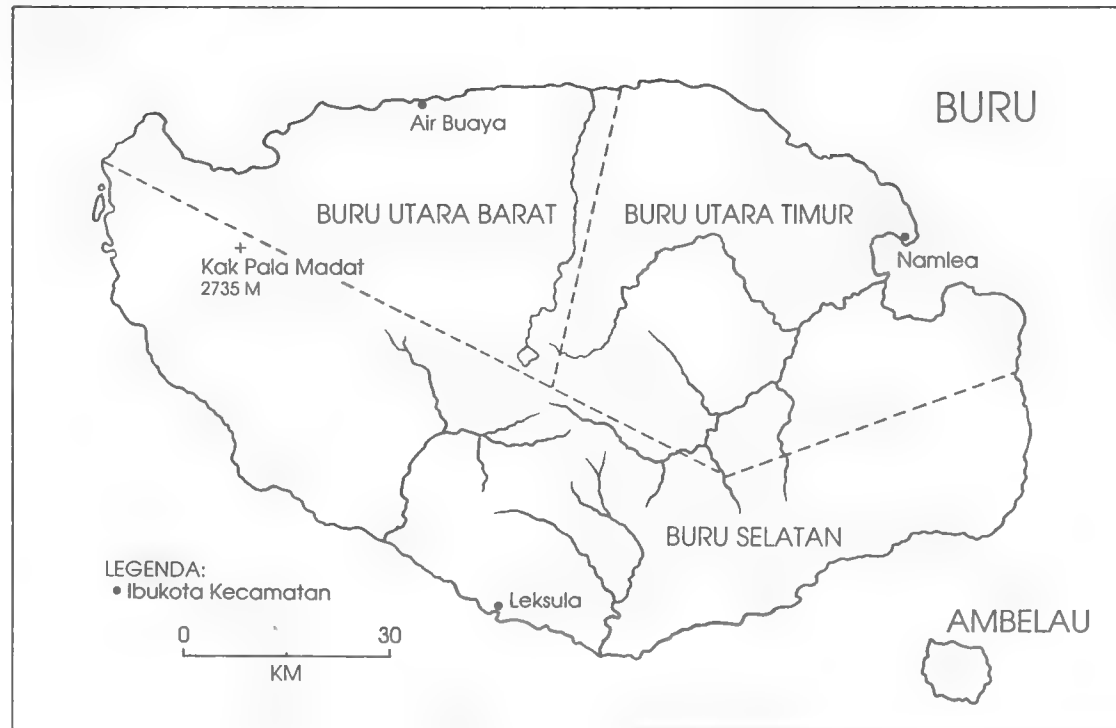 BURU
Air Buaya
BURU UTARA BARAT
BURU UTARA TIMUR
Kak Pala Madat
2735 M
Namlea
BURU SELATAN
LEGENDA:
• Ibukota Kecamatan
Leksula
0 30
KM
AMBELAU